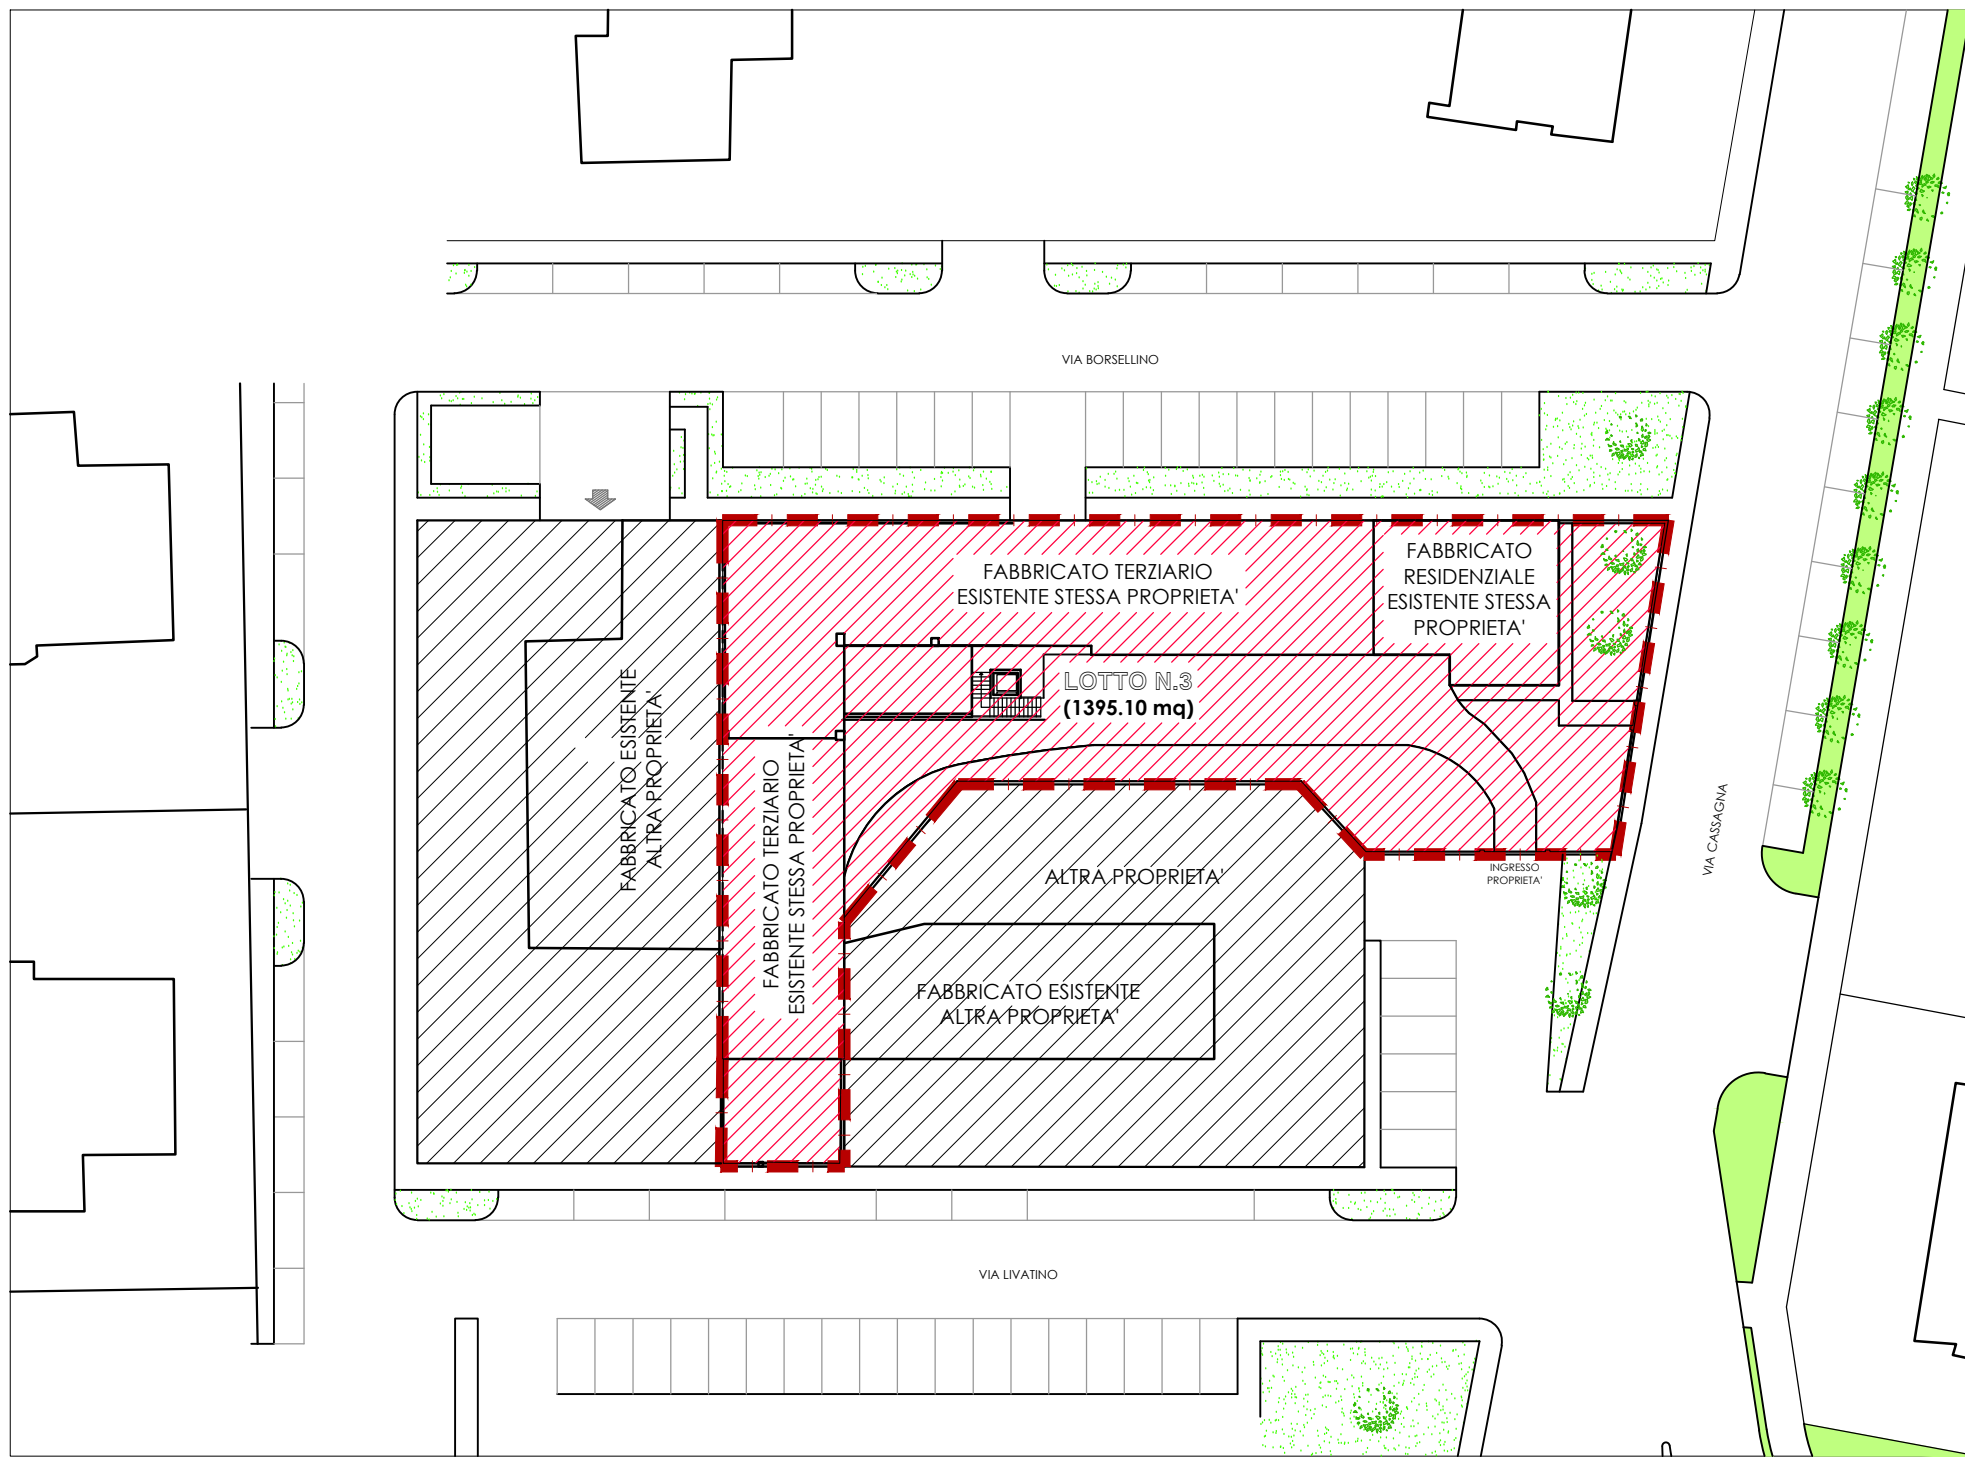 VIA BORSELLINO
FABBRICATO TERZIARIO
ESISTENTE STESSA PROPRIETA'
FABBRICATO
RESIDENZIALE
ESISTENTE STESSA
PROPRIETA'
LOTTO N.3
(1395.10 mq)
FABBRICATO ESISTENTE
ALTRA PROPRIETA'
FABBRICATO TERZIARIO
ESISTENTE STESSA PROPRIETA'
ALTRA PROPRIETA'
INGRESSO
PROPRIETA'
VIA CASSAGNA
FABBRICATO ESISTENTE
ALTRA PROPRIETA'
VIA LIVATINO